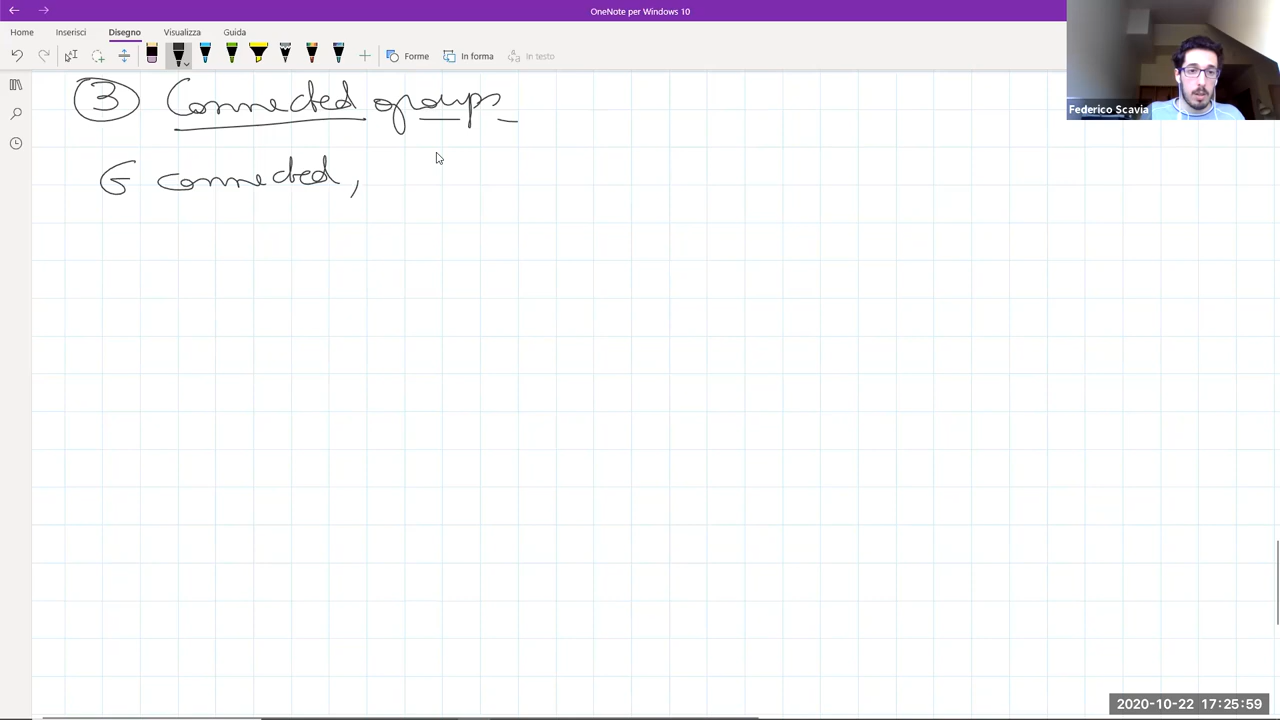 OneNote per Windows 10
Home Inserisci Disegno Visualizza Guida
Forme In forma In testo
Federico Scavia
3 Connected groups
G connected,
2020-10-22 17:25:59